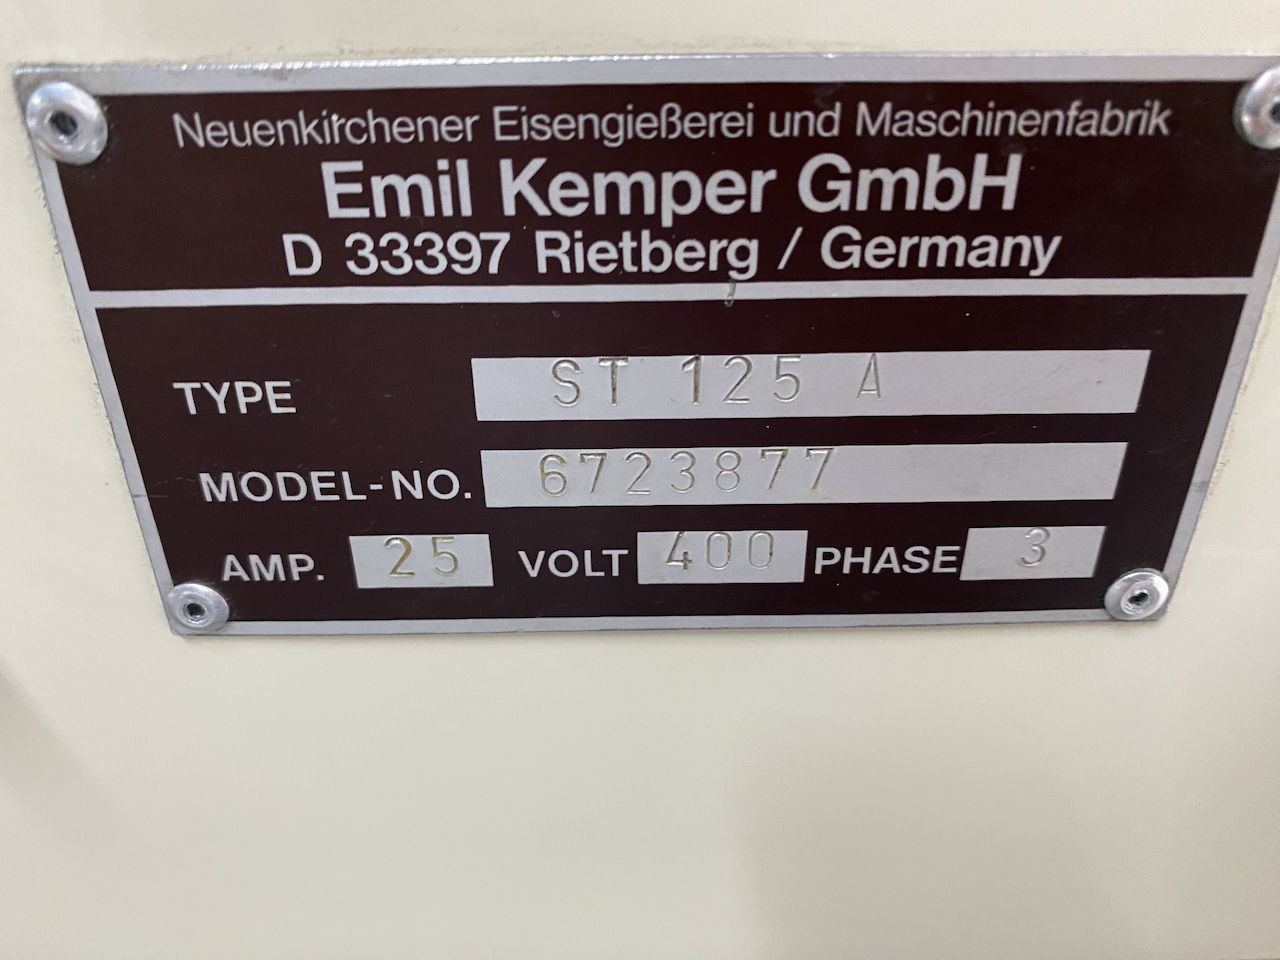 Neuenkirchener Eisengießerei und Maschinenfabrik
Emil Kemper GmbH
D 33397 Rietberg / Germany
TYPE ST 125 A
MODEL-NO. 6723877
AMP. 25 VOLT 400 PHASE 3